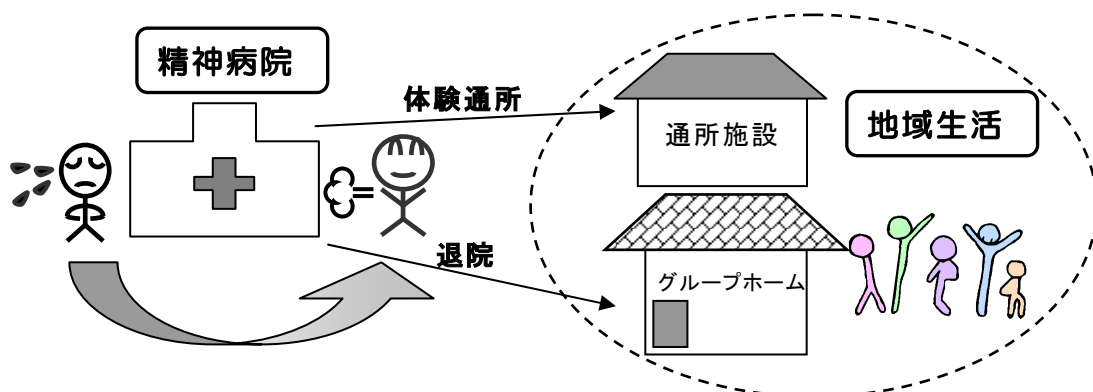 精神病院
体験通所
通所施設
地域生活
退院
グループホーム